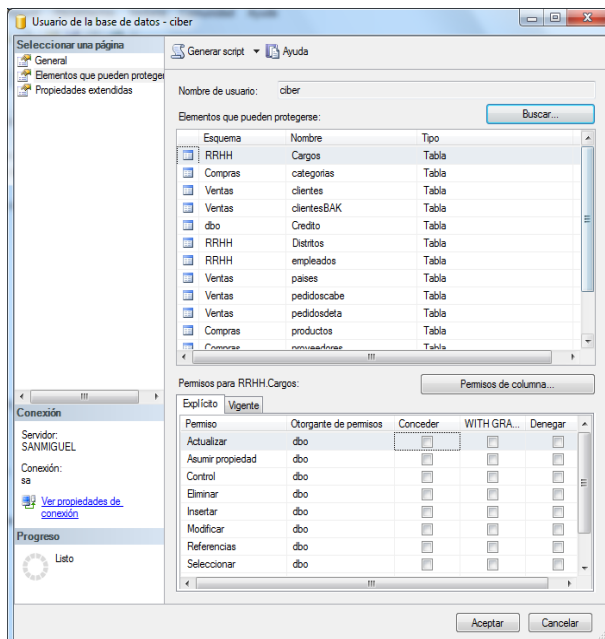 Usuario de la base de datos - ciber
Seleccionar una página
General
Elementos que pueden proteger
Propiedades extendidas
Generar script Ayuda
Nombre de usuario: ciber
Elementos que pueden protegerse: Buscar...
Esquema Nombre Tipo
RRHH Cargos Tabla
Compras categorias Tabla
Ventas clientes Tabla
Ventas clientesBAK Tabla
dbo Credito Tabla
RRHH Distritos Tabla
RRHH empleados Tabla
Ventas paises Tabla
Ventas pedidoscabe Tabla
Ventas pedidosdeta Tabla
Compras productos Tabla
Compras proveedores Tabla
Permisos para RRHH.Cargos: Permisos de columna...
Explícito Vigente
Permiso Otorgante de permisos Conceder WITH GRA... Denegar
Actualizar dbo
Asumir propiedad dbo
Control dbo
Eliminar dbo
Insertar dbo
Modificar dbo
Referencias dbo
Seleccionar dbo
Conexión
Servidor:
SANMIGUEL
Conexión:
sa
Ver propiedades de
conexión
Progreso
Listo
Aceptar Cancelar